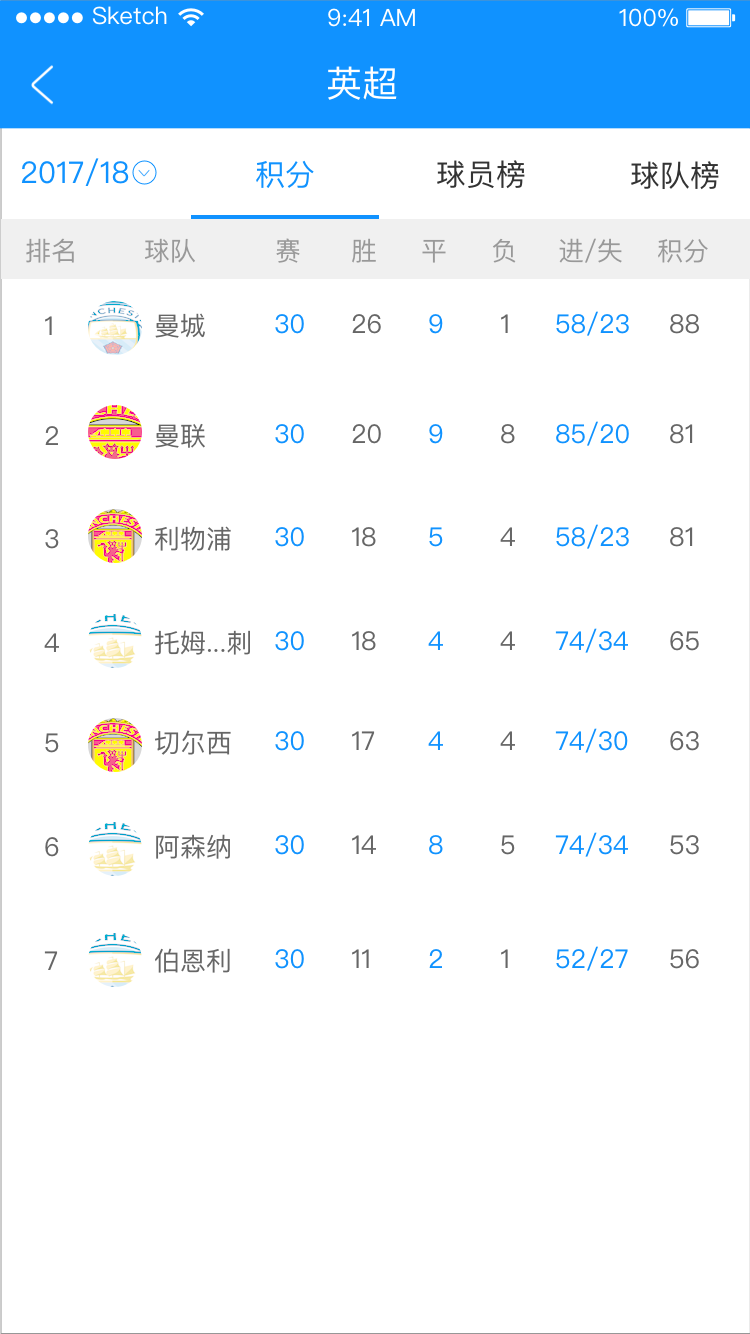 Sketch 9:41 AM 100%
英超
2017/18 积分 球员榜 球队榜
排名 球队 赛 胜 平 负 进/失 积分
1 曼城 30 26 9 1 58/23 88
2 曼联 30 20 9 8 85/20 81
3 利物浦 30 18 5 4 58/23 81
4 托姆...刺 30 18 4 4 74/34 65
5 切尔西 30 17 4 4 74/30 63
6 阿森纳 30 14 8 5 74/34 53
7 伯恩利 30 11 2 1 52/27 56